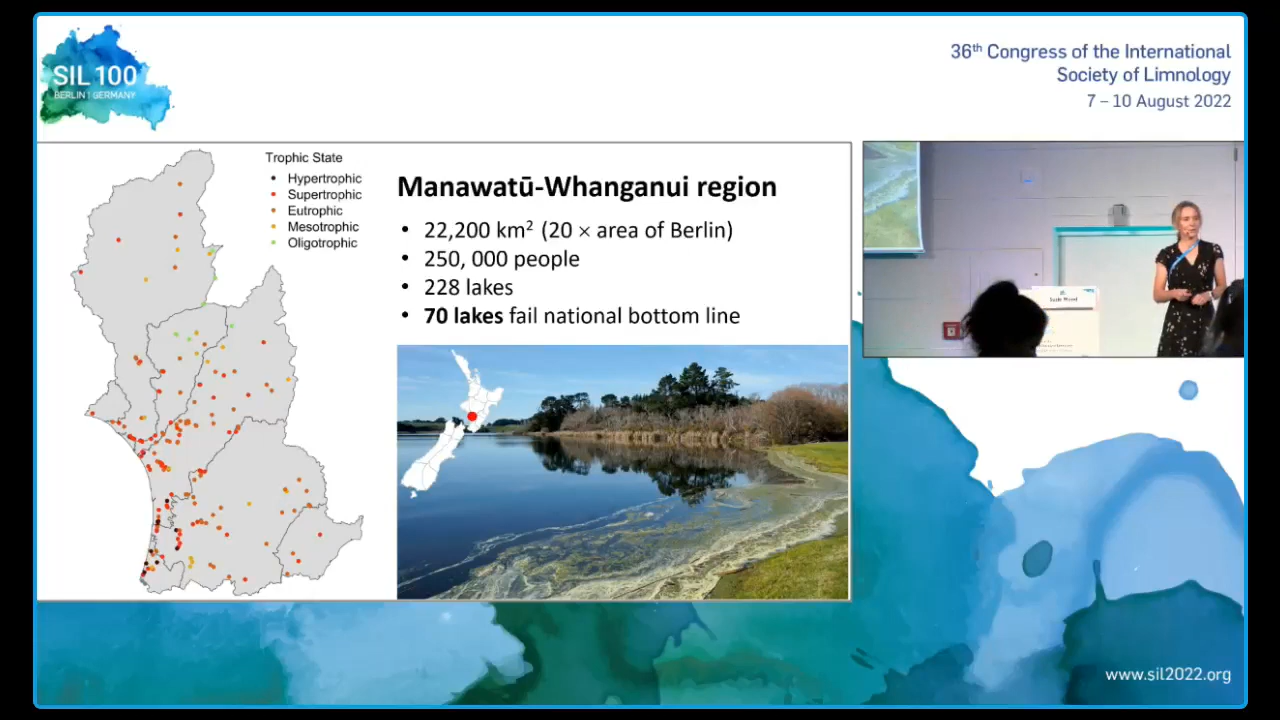 SIL 100
BERLIN | GERMANY
36th Congress of the International
Society of Limnology
7 – 10 August 2022
Trophic State
Hypertrophic
Supertrophic
Eutrophic
Mesotrophic
Oligotrophic
Manawatū-Whanganui region
• 22,200 km² (20 × area of Berlin)
• 250, 000 people
• 228 lakes
• 70 lakes fail national bottom line
Susie Wood
www.sil2022.org